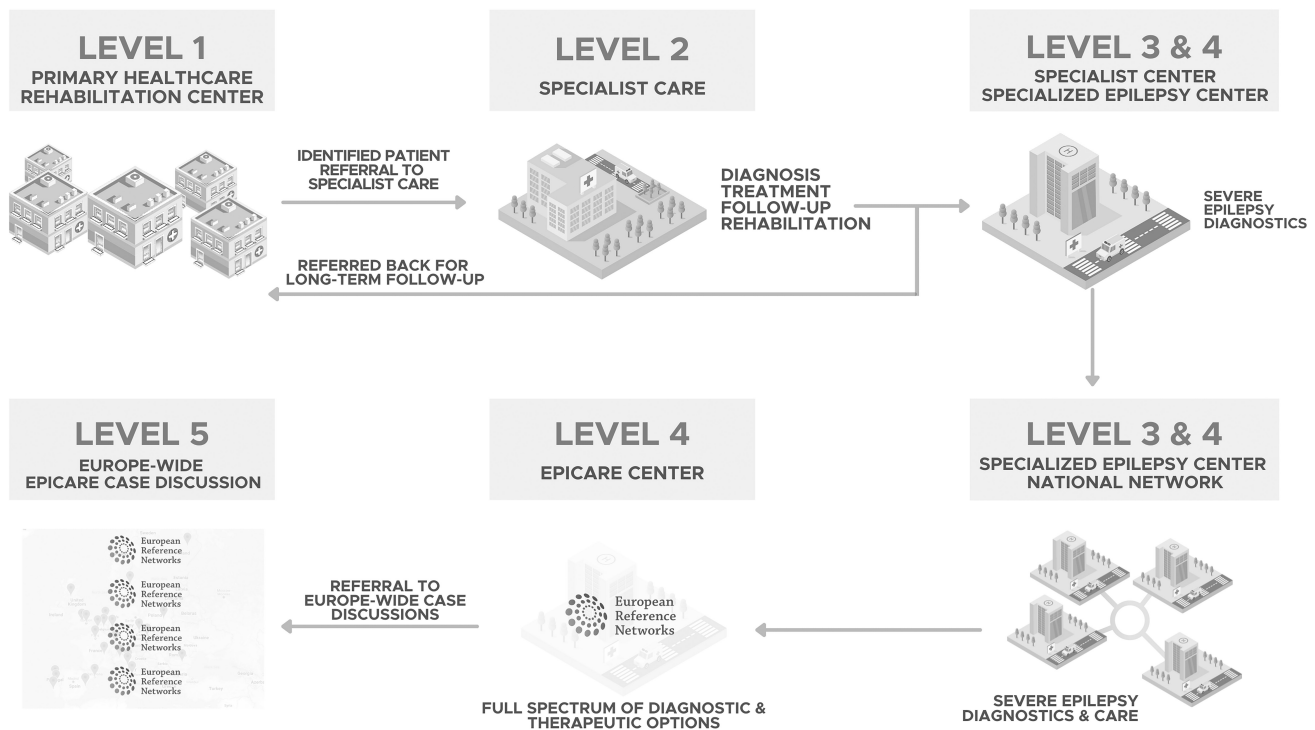 LEVEL 1
PRIMARY HEALTHCARE
REHABILITATION CENTER
LEVEL 2
SPECIALIST CARE
LEVEL 3 & 4
SPECIALIST CENTER
SPECIALIZED EPILEPSY CENTER
IDENTIFIED PATIENT
REFERRAL TO
SPECIALIST CARE
DIAGNOSIS
TREATMENT
FOLLOW-UP
REHABILITATION
H
SEVERE
EPILEPSY
DIAGNOSTICS
REFERRED BACK FOR
LONG-TERM FOLLOW-UP
LEVEL 5
EUROPE-WIDE
EPICARE CASE DISCUSSION
LEVEL 4
EPICARE CENTER
LEVEL 3 & 4
SPECIALIZED EPILEPSY CENTER
NATIONAL NETWORK
European
Reference
Networks
European
Reference
Networks
European
Reference
Networks
European
Reference
Networks
REFERRAL TO
EUROPE-WIDE CASE
DISCUSSIONS
European
Reference
Networks
FULL SPECTRUM OF DIAGNOSTIC &
THERAPEUTIC OPTIONS
SEVERE EPILEPSY
DIAGNOSTICS & CARE